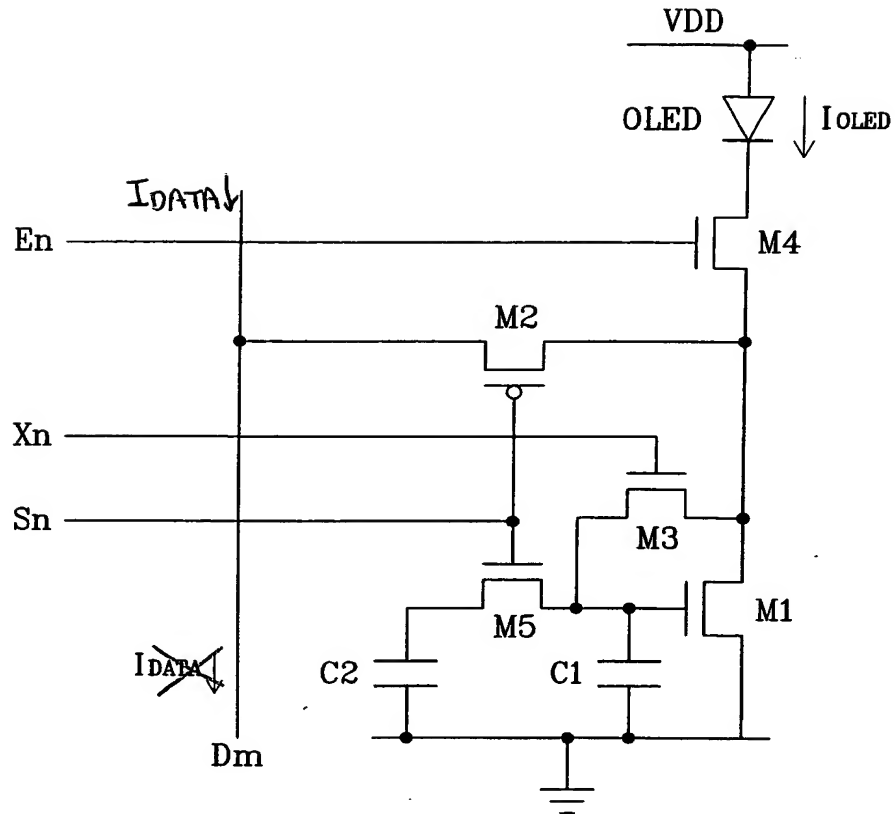 VDD
OLED
IOLED
IDATA
En
M4
M2
Xn
Sn
M3
M5
M1
IDATA
C2
C1
Dm